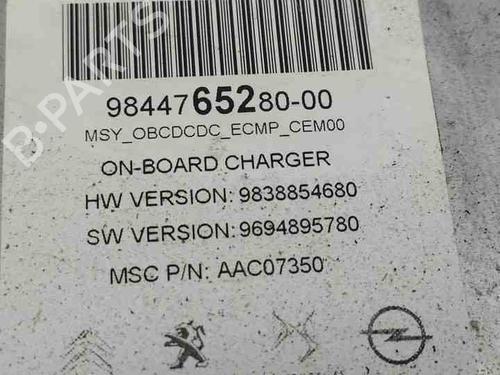 B-PARTS
9844765280-00
MSY_OBCDCDC_ECMP_CEM00
ON-BOARD CHARGER
HW VERSION: 9838854680
SW VERSION: 9694895780
MSC P/N: AAC07350